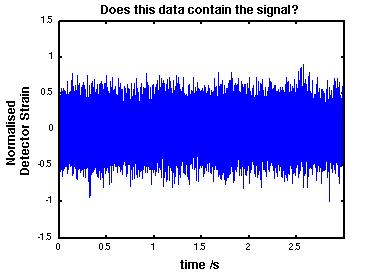 Does this data contain the signal?
1.5
1
0.5
0
-0.5
-1
-1.5
Normalised
Detector Strain
0 0.5 1 1.5 2 2.5
time /s